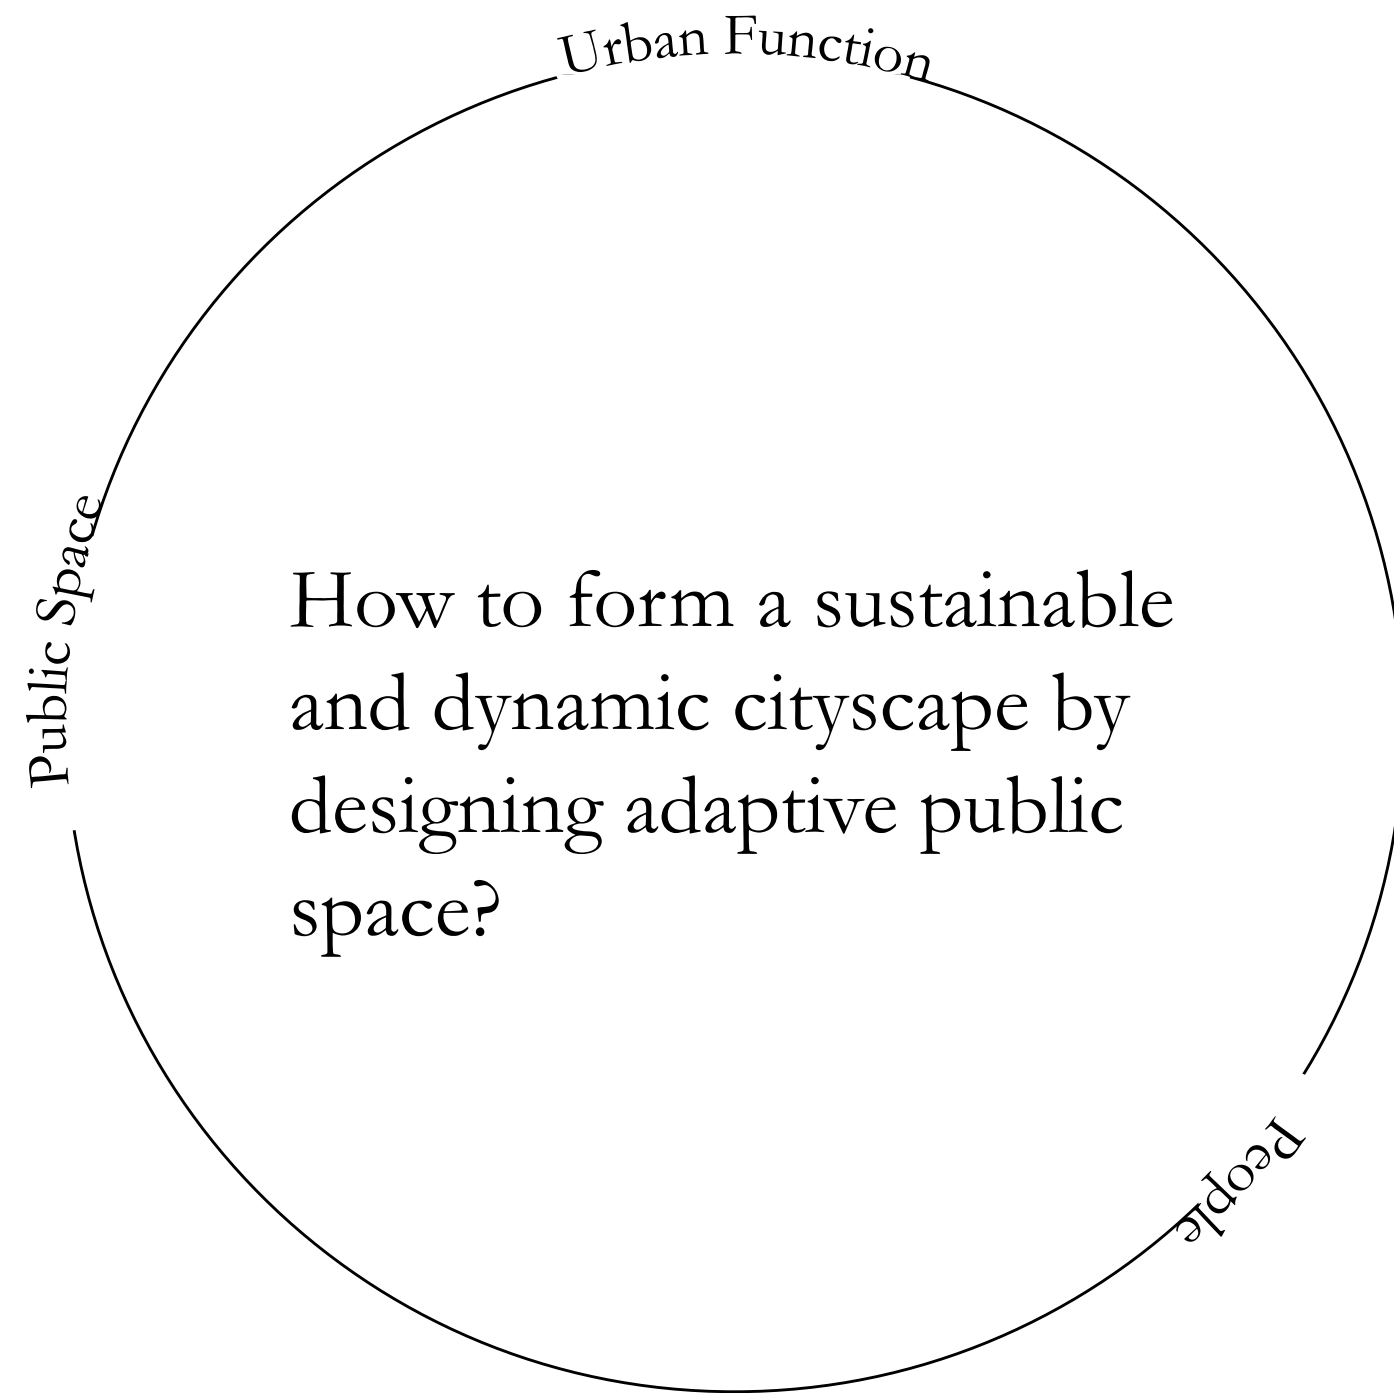 Urban Function
Public Space
How to form a sustainable
and dynamic cityscape by
designing adaptive public
space?
People